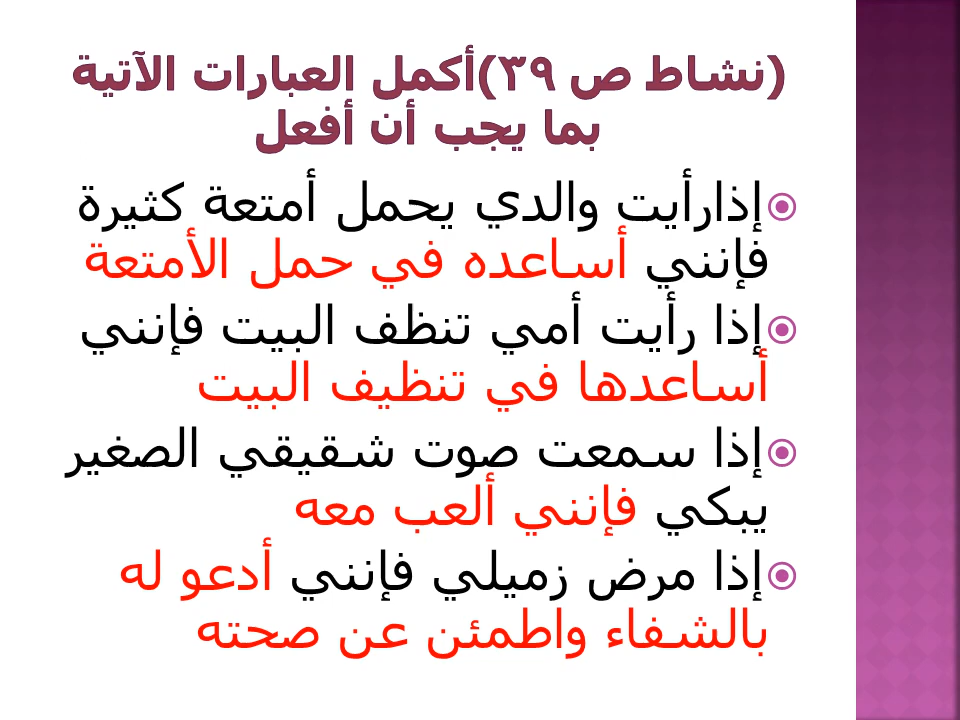 (نشاط ص ٣٩)أكمل العبارات الآتية
بما يجب أن أفعل
إذارأيت والدي يحمل أمتعة كثيرة
فإنني أساعده في حمل الأمتعة
إذا رأيت أمي تنظف البيت فإنني
أساعدها في تنظيف البيت
إذا سمعت صوت شقيقي الصغير
يبكي فإنني ألعب معه
إذا مرض زميلي فإنني أدعو له
بالشفاء واطمئن عن صحته